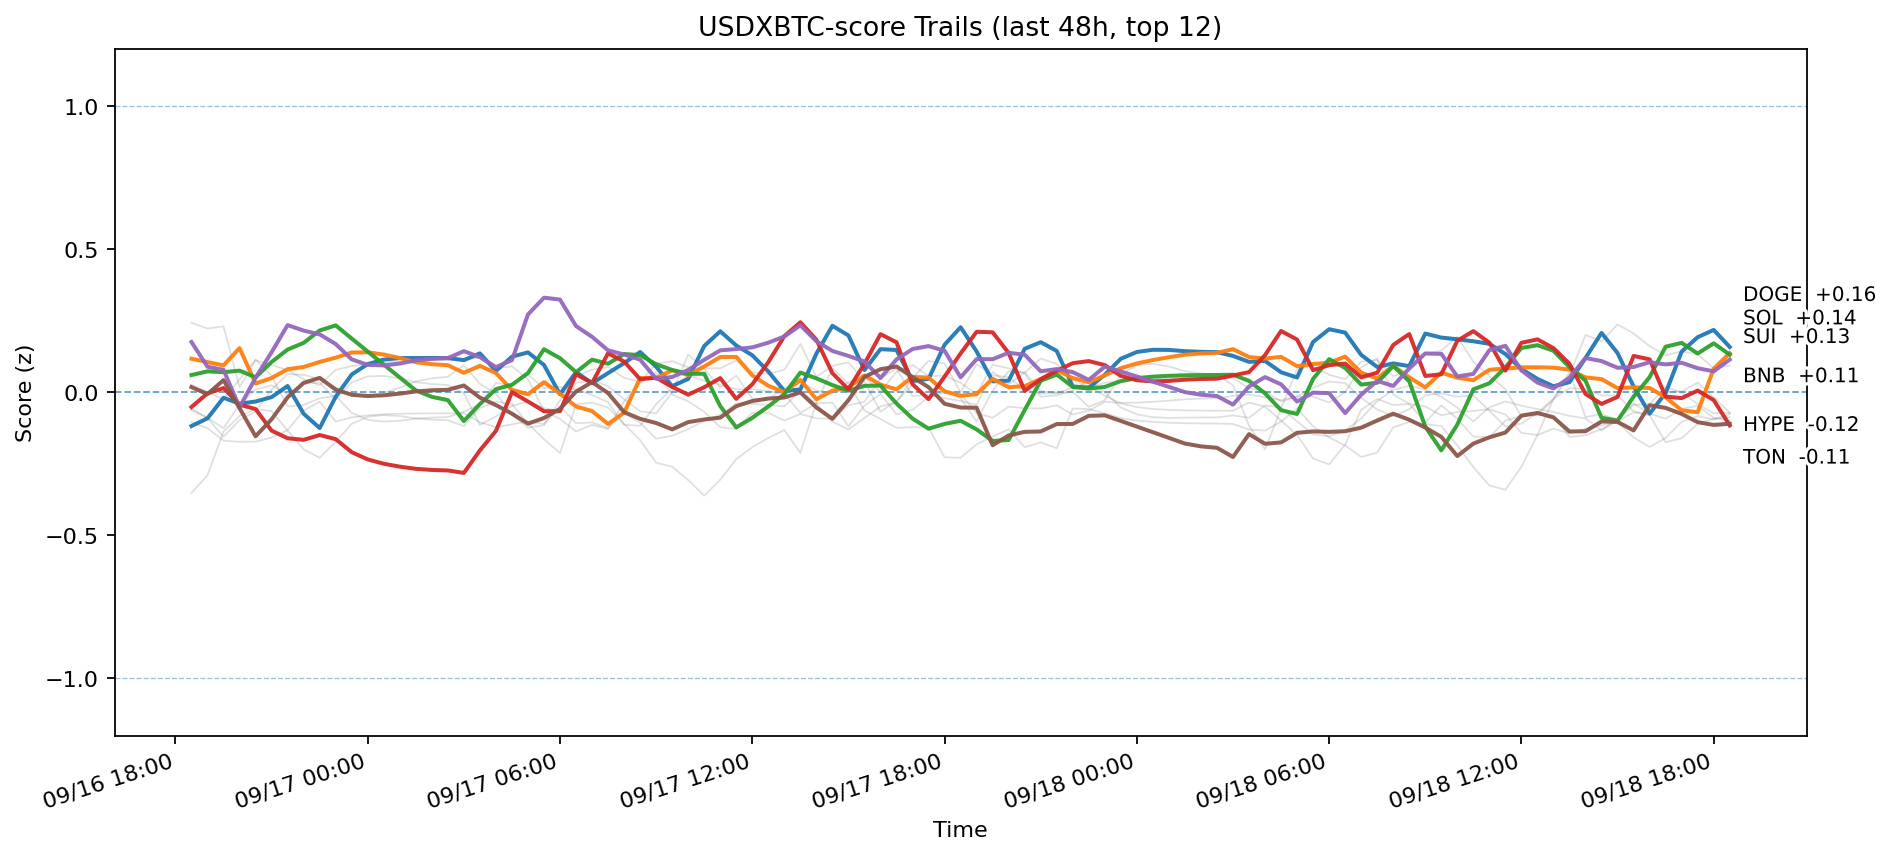 USDXBTC-score Trails (last 48h, top 12)
1.0
0.5
0.0
−0.5
−1.0
Score (z)
DOGE +0.16
SOL +0.14
SUI +0.13
BNB +0.11
HYPE -0.12
TON -0.11
09/16 18:00
09/17 00:00
09/17 06:00
09/17 12:00
09/17 18:00
09/18 00:00
09/18 06:00
09/18 12:00
09/18 18:00
Time